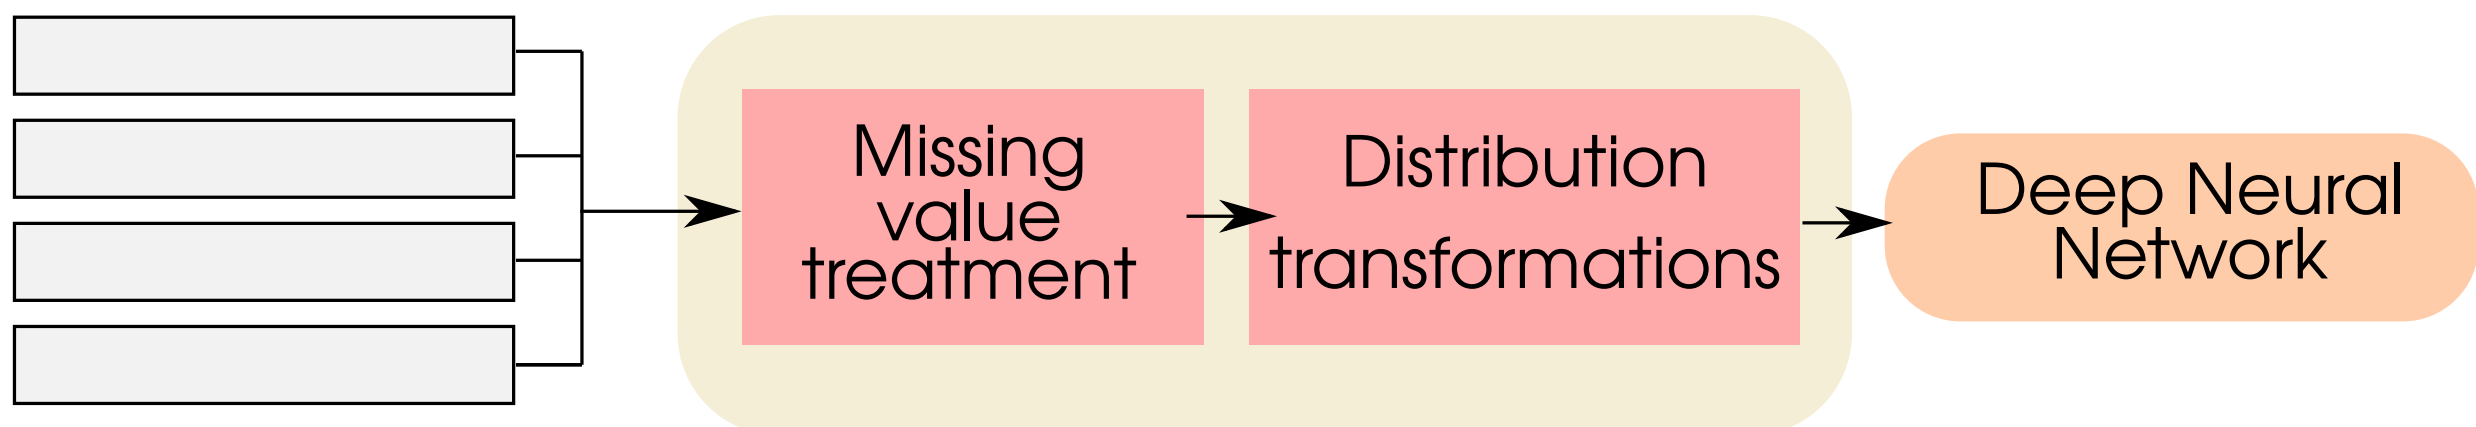 Missing
value
treatment
Distribution
transformations
Deep Neural
Network